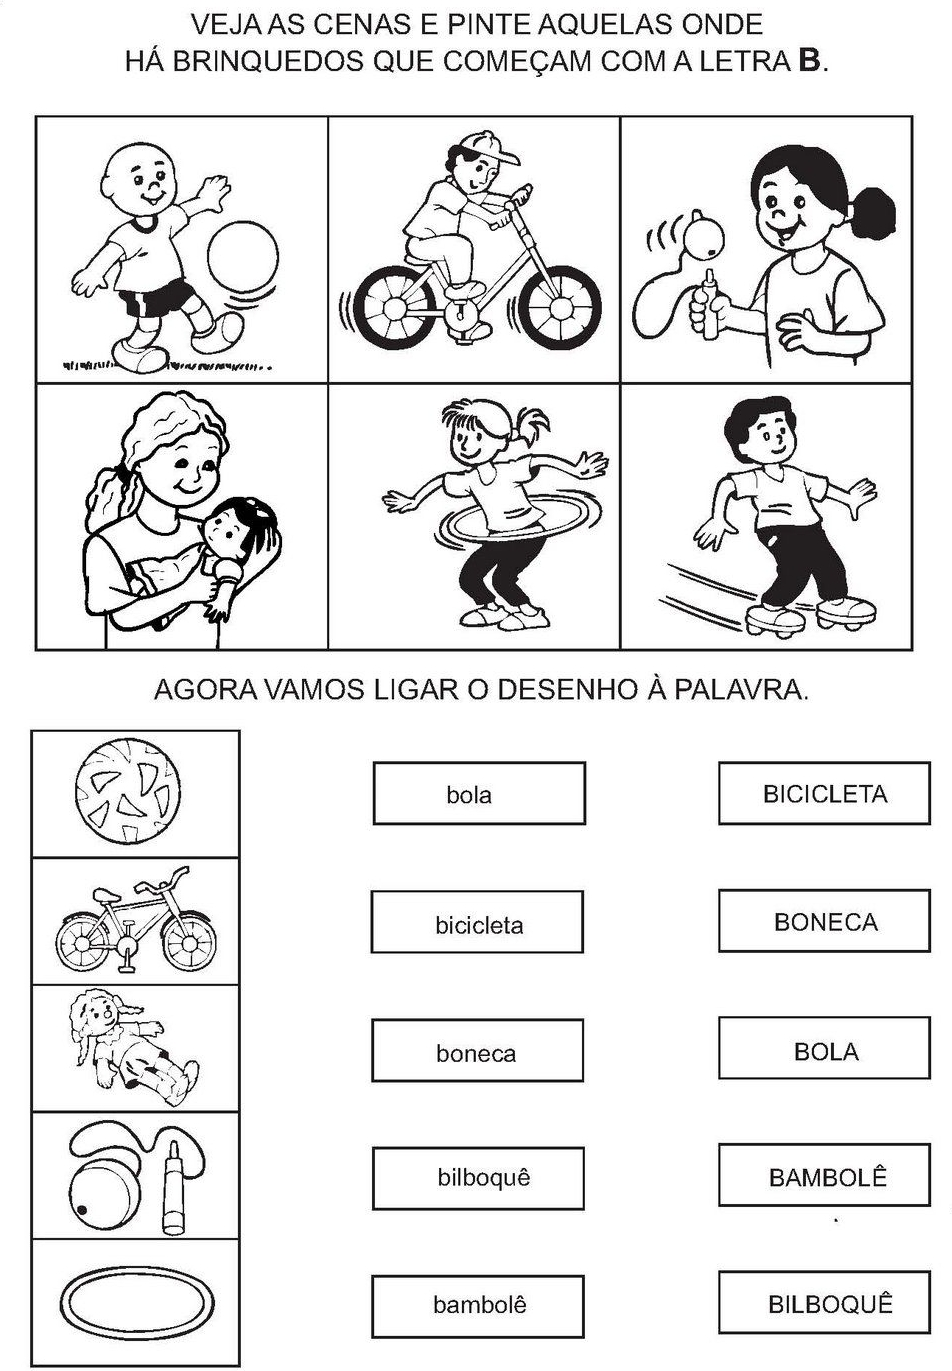 VEJA AS CENAS E PINTE AQUELAS ONDE
HÁ BRINQUEDOS QUE COMEÇAM COM A LETRA B.
AGORA VAMOS LIGAR O DESENHO À PALAVRA.
bola
BICICLETA
bicicleta
BONECA
boneca
BOLA
bilboquê
BAMBOLÊ
bambolê
BILBOQUÊ